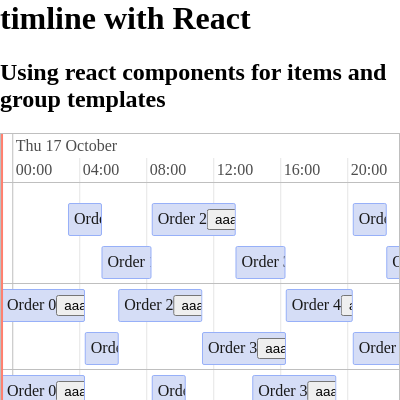 timline with React
Using react components for items and
group templates
Thu 17 October
00:00 04:00 08:00 12:00 16:00 20:00
Order 2 aaa
Order Order
Order 0 aaa Order 2 aaa Order 4
Order 3 aaa Order
Order 0 aaa Order 3 aaa